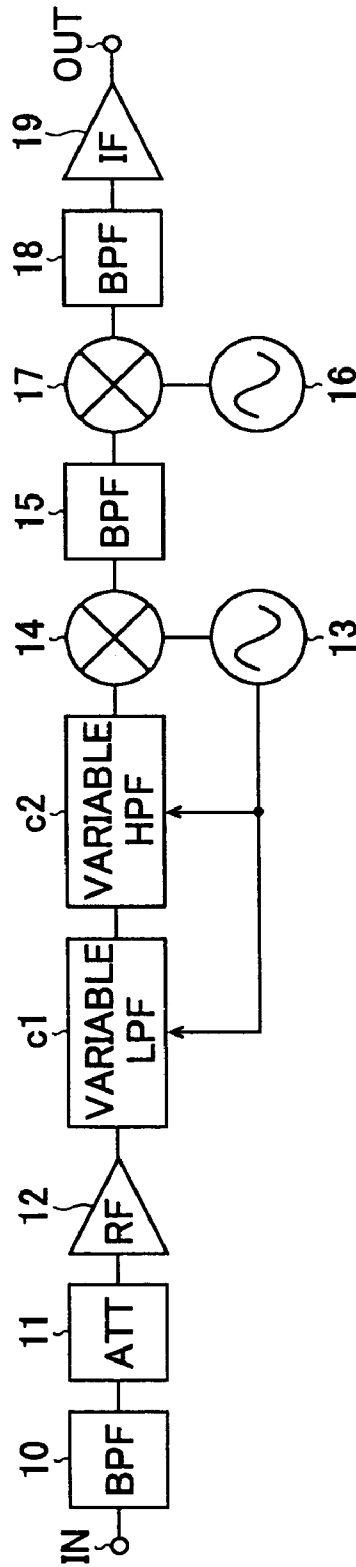 IN
10
BPF
11
ATT
12
RF
c1
VARIABLE
LPF
c2
VARIABLE
HPF
14
13
15
BPF
17
16
18
BPF
19
IF
OUT